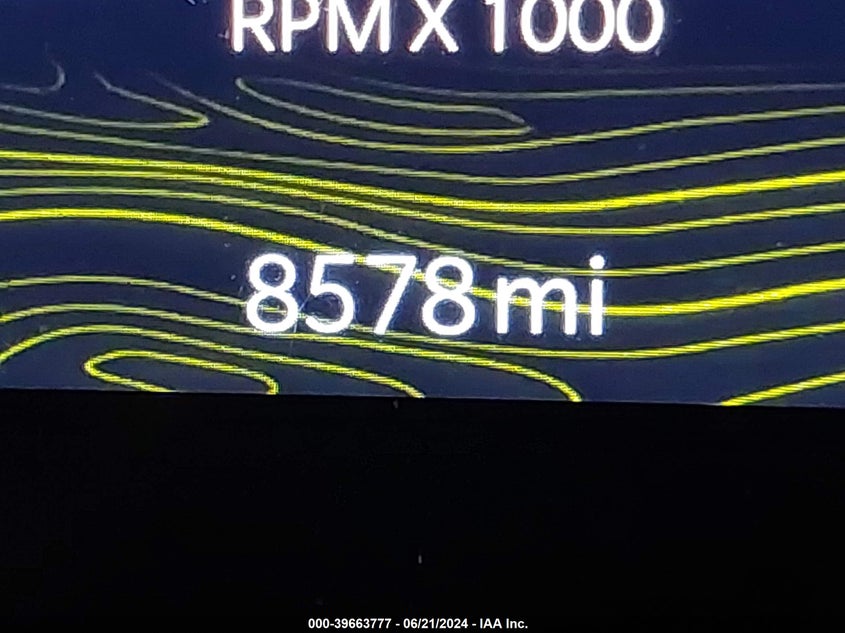 RPM X 1000
8578 mi
000-39663777 - 06/21/2024 - IAA Inc.